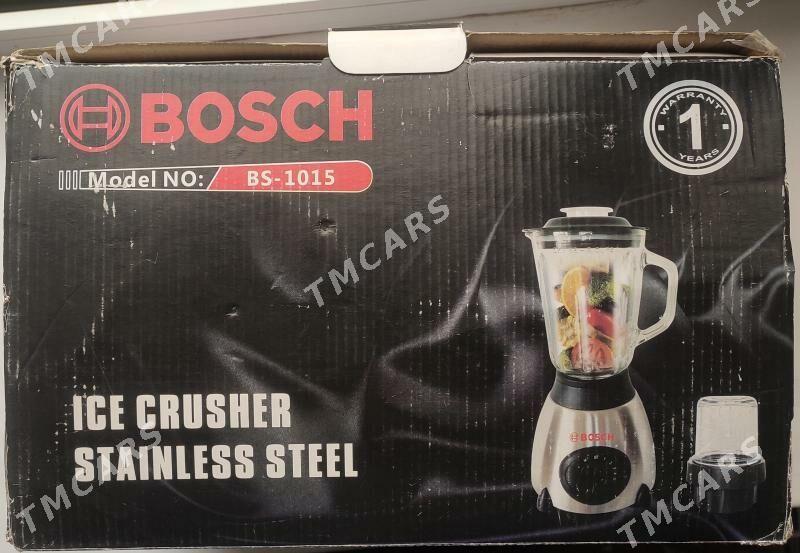 BOSCH
WARRANTY
1
YEARS
Model NO: BS-1015
ICE CRUSHER
STAINLESS STEEL
BOSCH
TMCARS
TMCARS
TMCARS
TMCARS
TMCARS
TMCARS
TMCARS